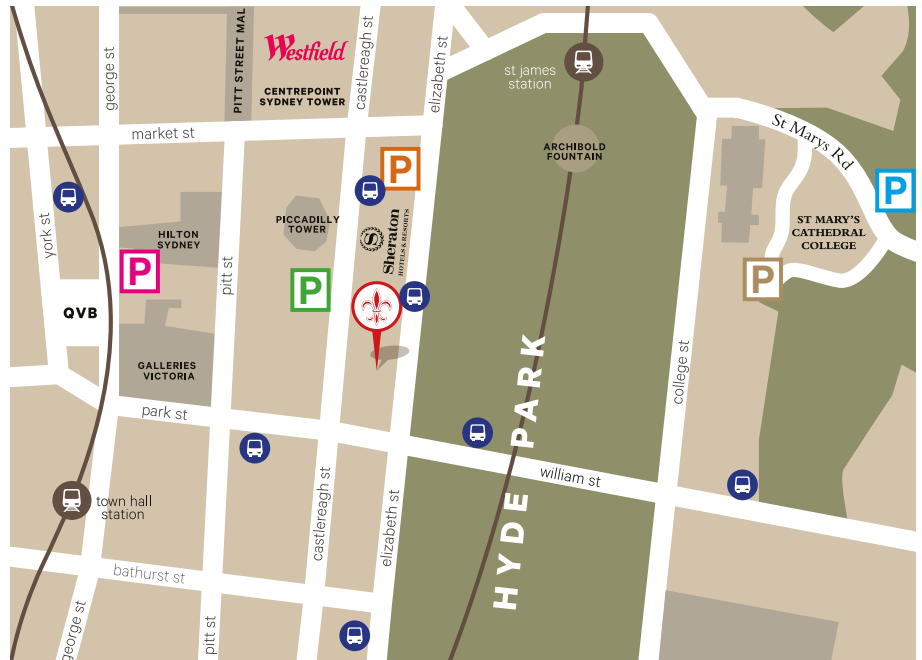 george st
PITT STREET MAL
Westfield
CENTREPOINT
SYDNEY TOWER
castlereagh st
elizabeth st
st james
station
market st
ARCHIBOLD
FOUNTAIN
St Marys Rd
P
P
york st
HILTON
SYDNEY
PICCADILLY
TOWER
S
Sheraton
HOTELS & RESORTS
ST MARY'S
CATHEDRAL
COLLEGE
pitt st
P
P
P
QVB
GALLERIES
VICTORIA
HYDE PARK
college st
park st
william st
town hall
station
castlereagh st
elizabeth st
bathurst st
george st
pitt st